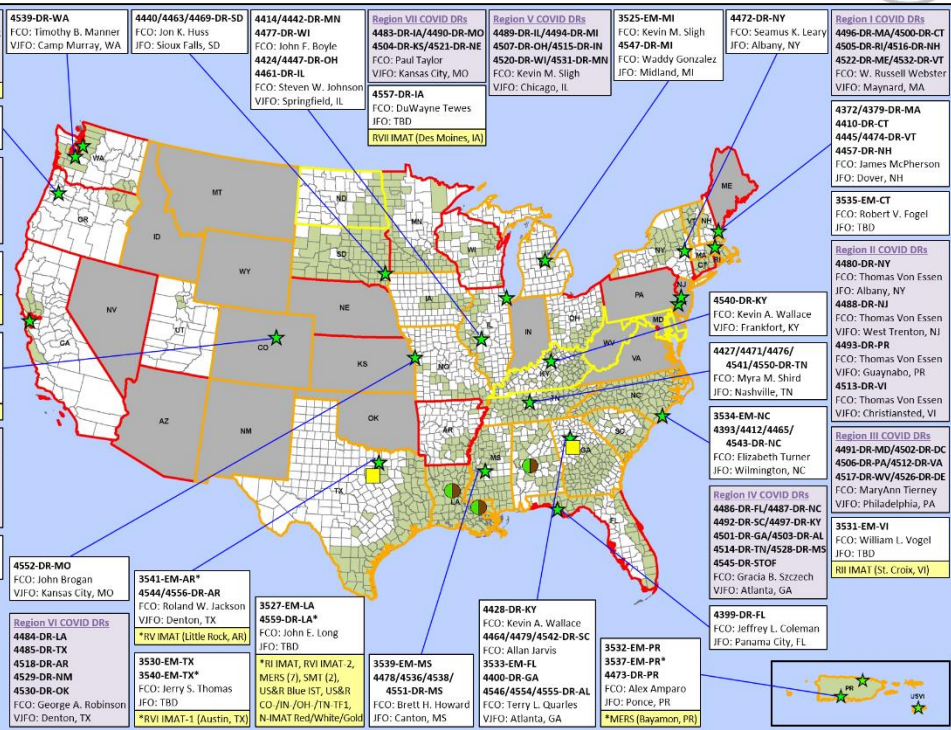 4539-DR-WA
FCO: Timothy B. Manner
VJFO: Camp Murray, WA
4440/4463/4469-DR-SD
FCO: Jon K. Huss
JFO: Sioux Falls, SD
4414/4442-DR-MN
4477-DR-WI
FCO: John F. Boyle
4424/4447-DR-OH
4461-DR-IL
FCO: Steven W. Johnson
VJFO: Springfield, IL
Region VII COVID DRs
4483-DR-IA/4490-DR-MO
4504-DR-KS/4521-DR-NE
FCO: Paul Taylor
VJFO: Kansas City, MO
4557-DR-IA
FCO: DuWayne Tewes
JFO: TBD
RVII IMAT (Des Moines, IA)
Region V COVID DRs
4489-DR-IL/4494-DR-MI
4507-DR-OH/4515-DR-IN
4520-DR-WI/4531-DR-MN
FCO: Kevin M. Sligh
VJFO: Chicago, IL
3525-EM-MI
FCO: Kevin M. Sligh
4547-DR-MI
FCO: Waddy Gonzalez
JFO: Midland, MI
4472-DR-NY
FCO: Seamus K. Leary
JFO: Albany, NY
Region I COVID DRs
4496-DR-MA/4500-DR-CT
4505-DR-RI/4516-DR-NH
4522-DR-ME/4532-DR-VT
FCO: W. Russell Webster
VJFO: Maynard, MA
4372/4379-DR-MA
4410-DR-CT
4445/4474-DR-VT
4457-DR-NH
FCO: James McPherson
JFO: Dover, NH
3535-EM-CT
FCO: Robert V. Fogel
JFO: TBD
Region II COVID DRs
4480-DR-NY
FCO: Thomas Von Essen
JFO: Albany, NY
4488-DR-NJ
FCO: Thomas Von Essen
VJFO: West Trenton, NJ
4493-DR-PR
FCO: Thomas Von Essen
VJFO: Guaynabo, PR
4513-DR-VI
FCO: Thomas Von Essen
VJFO: Christiansted, VI
Region III COVID DRs
4491-DR-MD/4502-DR-DC
4506-DR-PA/4512-DR-VA
4517-DR-WV/4526-DR-DE
FCO: MaryAnn Tierney
VJFO: Philadelphia, PA
3531-EM-VI
FCO: William L. Vogel
JFO: TBD
RII IMAT (St. Croix, VI)
WA
OR
CA
NV
ID
MT
WY
UT
AZ
NM
CO
ND
SD
NE
KS
OK
TX
MN
IA
MO
AR
LA
WI
IL
MS
IN
OH
KY
TN
GA
FL
SC
NC
VA
WV
MD
PA
NJ
NY
CT
RI
MA
VT
NH
ME
4540-DR-KY
FCO: Kevin A. Wallace
VJFO: Frankfort, KY
4427/4471/4476/
4541/4550-DR-TN
FCO: Myra M. Shird
JFO: Nashville, TN
3534-EM-NC
4393/4412/4465/
4543-DR-NC
FCO: Elizabeth Turner
JFO: Wilmington, NC
Region IV COVID DRs
4486-DR-FL/4487-DR-NC
4492-DR-SC/4497-DR-KY
4501-DR-GA/4503-DR-AL
4514-DR-TN/4528-DR-MS
4545-DR-STOF
FCO: Gracia B. Szczech
VJFO: Atlanta, GA
4399-DR-FL
FCO: Jeffrey L. Coleman
JFO: Panama City, FL
4552-DR-MO
FCO: John Brogan
VJFO: Kansas City, MO
Region VI COVID DRs
4484-DR-LA
4485-DR-TX
4518-DR-AR
4529-DR-NM
4530-DR-OK
FCO: George A. Robinson
VJFO: Denton, TX
3541-EM-AR*
4544/4556-DR-AR
FCO: Roland W. Jackson
VJFO: Denton, TX
*RV IMAT (Little Rock, AR)
3530-EM-TX
3540-EM-TX*
FCO: Jerry S. Thomas
JFO: TBD
*RVI IMAT-1 (Austin, TX)
3527-EM-LA
4559-DR-LA*
FCO: John E. Long
JFO: TBD
*RI IMAT, RVI IMAT-2,
MERS (7), SMT (2),
US&R Blue IST, US&R
CO-/IN-/OH-/TN-TF1,
N-IMAT Red/White/Gold
3539-EM-MS
4478/4536/4538/
4551-DR-MS
FCO: Brett H. Howard
JFO: Canton, MS
4428-DR-KY
FCO: Kevin A. Wallace
4464/4479/4542-DR-SC
FCO: Allan Jarvis
3533-EM-FL
4400-DR-GA
4546/4554/4555-DR-AL
FCO: Terry L. Quarles
VJFO: Atlanta, GA
3532-EM-PR
3537-EM-PR*
4473-DR-PR
FCO: Alex Amparo
JFO: Ponce, PR
*MERS (Bayamon, PR)
PR
USVI